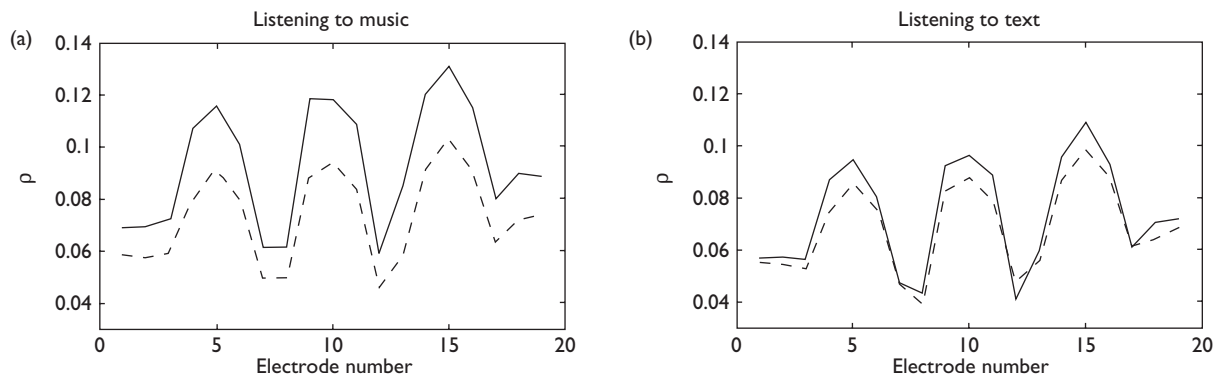 Listening to music
(a)
0.14
0.12
0.1
0.08
0.06
0.04
ρ
0
5
10
15
20
Electrode number
Listening to text
(b)
0.14
0.12
0.1
0.08
0.06
0.04
ρ
0
5
10
15
20
Electrode number